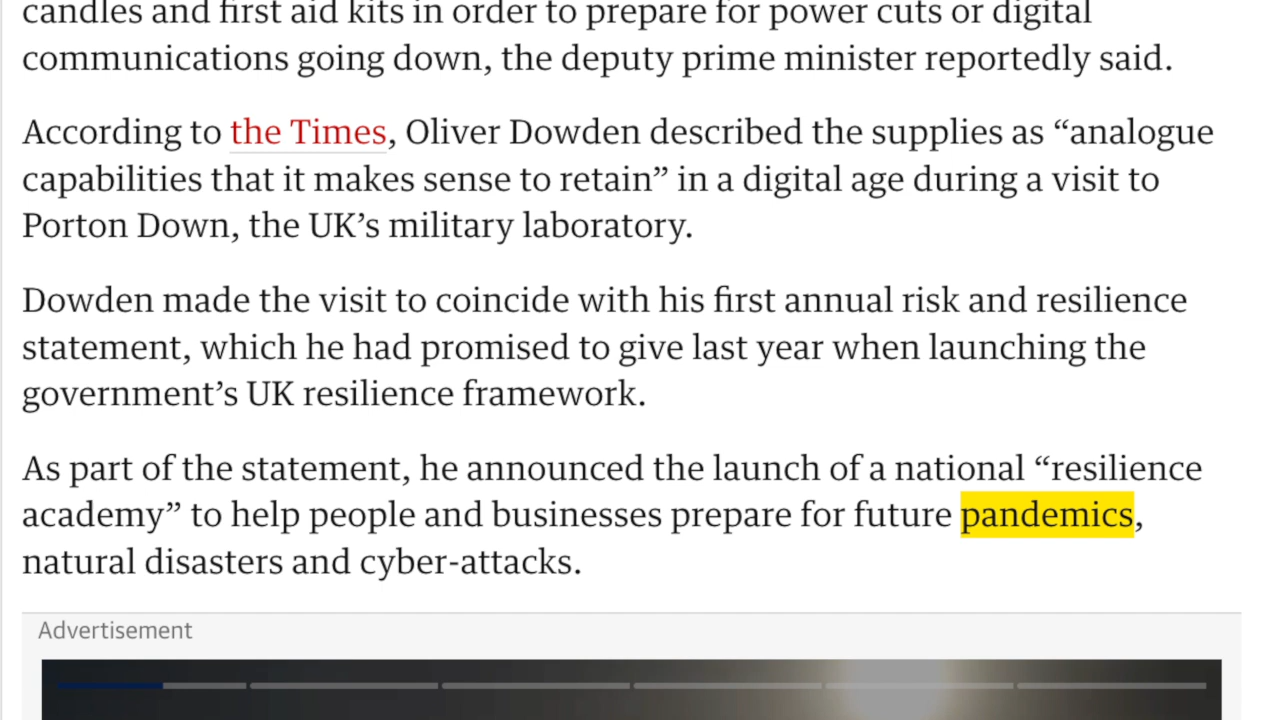 candles and first aid kits in order to prepare for power cuts or digital
communications going down, the deputy prime minister reportedly said.
According to the Times, Oliver Dowden described the supplies as “analogue
capabilities that it makes sense to retain” in a digital age during a visit to
Porton Down, the UK’s military laboratory.
Dowden made the visit to coincide with his first annual risk and resilience
statement, which he had promised to give last year when launching the
government’s UK resilience framework.
As part of the statement, he announced the launch of a national “resilience
academy” to help people and businesses prepare for future pandemics,
natural disasters and cyber-attacks.
Advertisement